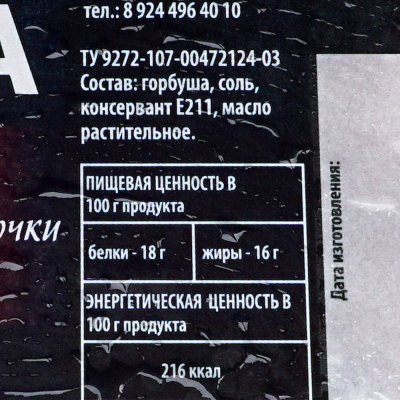 А
тел.: 8 924 496 40 10
ТУ 9272-107-00472124-03
Состав: горбуша, соль,
консервант Е211, масло
растительное.
ПИЩЕВАЯ ЦЕННОСТЬ В
100 г продукта
белки - 18 г
жиры - 16 г
ЭНЕРГЕТИЧЕСКАЯ ЦЕННОСТЬ В
100 г продукта
216 ккал
Дата изготовления: